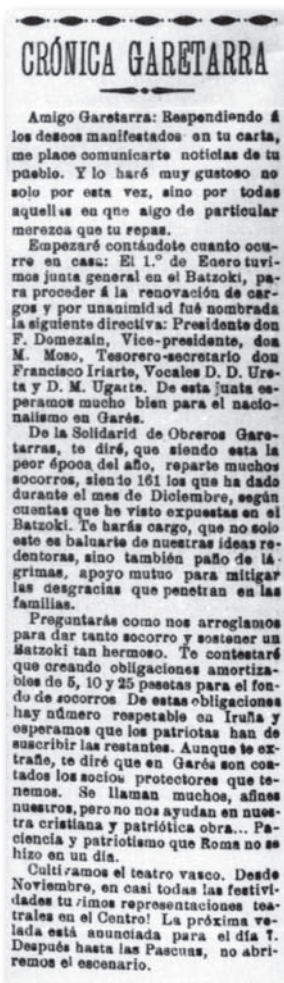 CRÓNICA GARETARRA
Amigo Garetarra: Respondiendo á
los deseos manifestados en tu carta,
me place comunicarte noticias de tu
pueblo. Y lo haré muy gustoso no
solo por esta vez, sino por todas
aquellas en que algo de particular
merezca que tu sepas.
Empezaré contándote cuanto ocu-
rre en casa: El 1.º de Enero tuvi-
mos junta general en el Batzoki, pa-
ra proceder á la renovación de car-
gos y por unanimidad fué nombrada
la siguiente directiva: Presidente don
F. Domezain, Vice-presidente, don
M. Moso, Tesorero-secretario don
Francisco Iriarte, Vocales D. D. Ure-
ta y D. M. Ugarte. De esta junta es-
peramos mucho bien para el nacio-
nalismo en Garés.
De la Solidarid de Obreros Gare-
tarras, te diré, que siendo esta la
peor época del año, reparte muchos
socorros, siento 161 los que ha dado
durante el mes de Diciembre, según
cuentas que he visto expuestas en el
Batzoki. Te harás cargo, que no solo
este es baluarte de nuestras ideas re-
dentoras, sino también paño de lá-
grimas, apoyo mutuo para mitigar
las desgracias que penetran en las
familias.
Preguntarás como nos arreglamos
para dar tanto socorro y sostener un
Batzoki tan hermoso. Te contestaré
que creando obligaciones amortiza-
bles de 5, 10 y 25 pesetas para el fon-
do de socorros De estas obligaciones
hay número respetable en Iruña y
esperamos que los patriotas han de
suscribir las restantes. Aunque te ex-
trañe, te diré que en Garés son con-
tados los socios protectores que te-
nemos. Se llaman muchos, afines
nuestros, pero no nos ayudan en nues-
tra cristiana y patriótica obra... Pa-
ciencia y patriotismo que Roma no se
hizo en un día.
Cultivamos el teatro vasco. Desde
Noviembre, en casi todas las festivi-
dades tuvimos representaciones tea-
trales en el Centro! La próxima ve-
lada está anunciada para el día 7.
Después hasta las Pascuas, no abri-
remos el escenario.